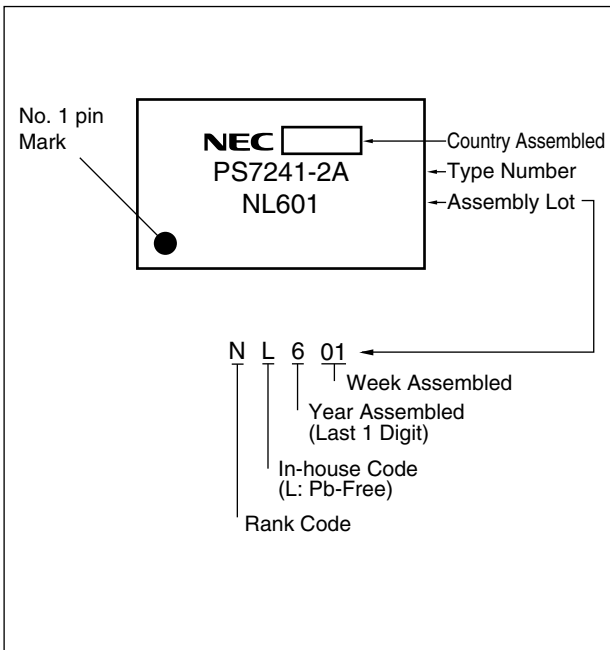 No. 1 pin
Mark
NEC
Country Assembled
PS7241-2A
Type Number
NL601
Assembly Lot
N L 6 01
Week Assembled
Year Assembled
(Last 1 Digit)
In-house Code
(L: Pb-Free)
Rank Code